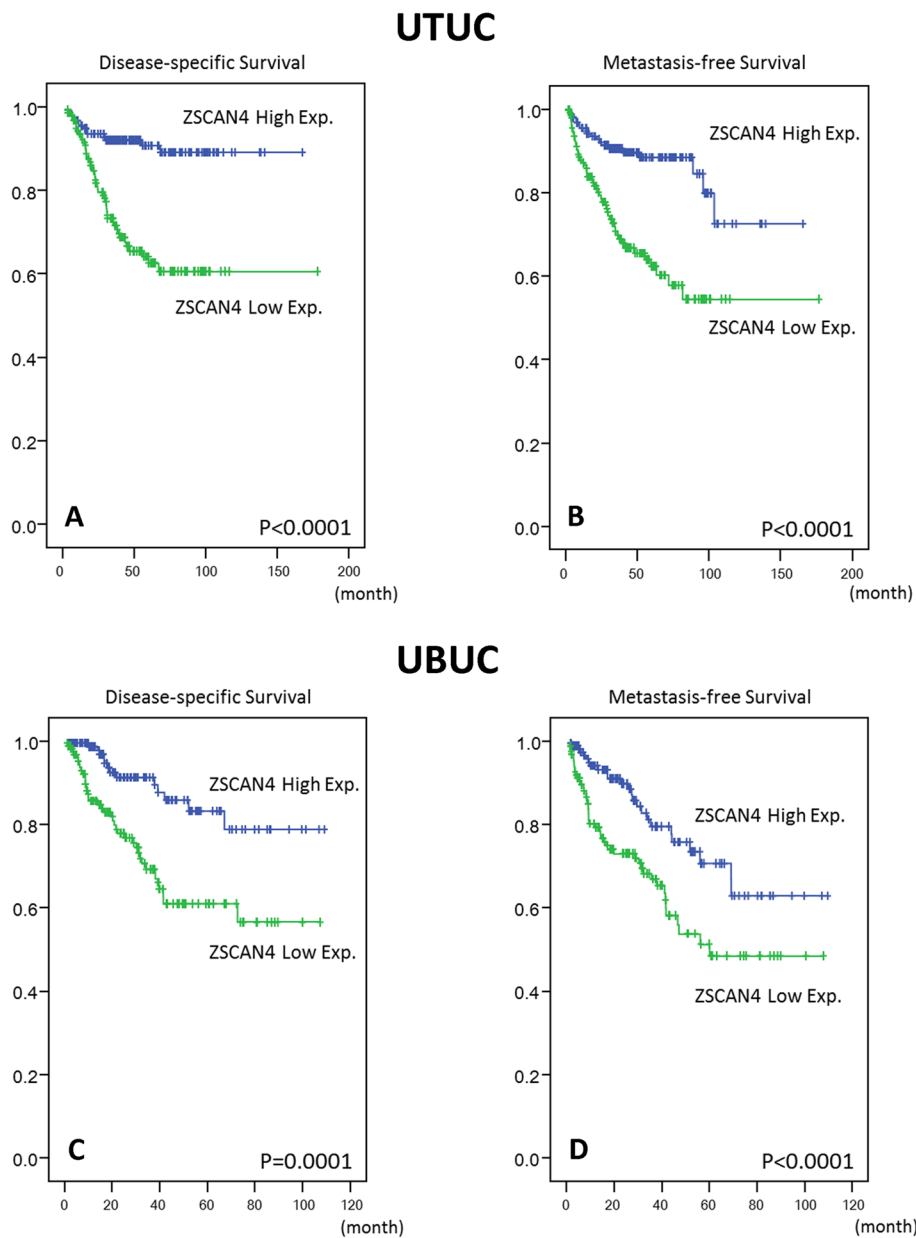 UTUC
Disease-specific Survival
Metastasis-free Survival
1.0
ZSCAN4 High Exp.
0.8
0.6
ZSCAN4 Low Exp.
0.4
0.2
0.0
A
P<0.0001
0 50 100 150 200
(month)
1.0
ZSCAN4 High Exp.
0.8
0.6
ZSCAN4 Low Exp.
0.4
0.2
0.0
B
P<0.0001
0 50 100 150 200
(month)
UBUC
Disease-specific Survival
Metastasis-free Survival
1.0
ZSCAN4 High Exp.
0.8
0.6
ZSCAN4 Low Exp.
0.4
0.2
0.0
C
P=0.0001
0 20 40 60 80 100 120
(month)
1.0
ZSCAN4 High Exp.
0.8
0.6
ZSCAN4 Low Exp.
0.4
0.2
0.0
D
P<0.0001
0 20 40 60 80 100 120
(month)